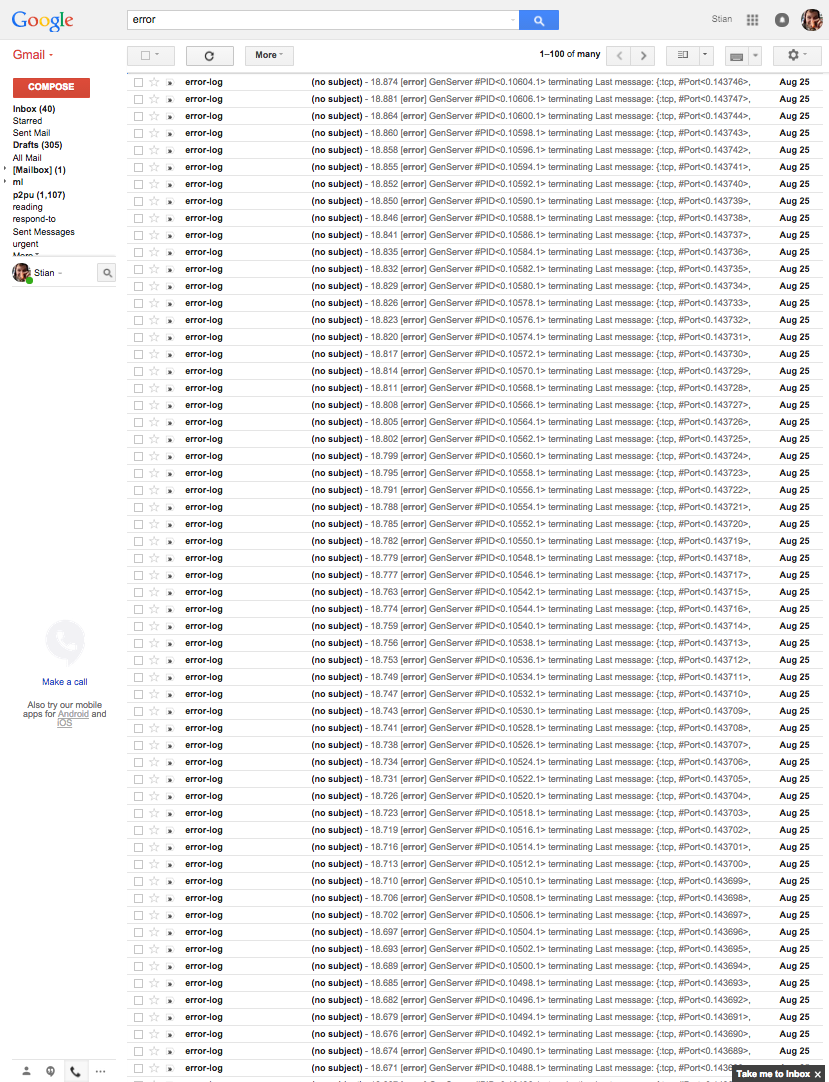 Google
error
Stian
Gmail
More
1–100 of many
COMPOSE
Inbox (40)
Starred
Sent Mail
Drafts (305)
All Mail
[Mailbox] (1)
ml
p2pu (1,107)
reading
respond-to
Sent Messages
urgent
More
Stian
Make a call
Also try our mobile
apps for Android and
iOS
error-log (no subject) - 18.874 [error] GenServer #PID<0.10604.1> terminating Last message: {:tcp, #Port<0.143746>, Aug 25
error-log (no subject) - 18.881 [error] GenServer #PID<0.10606.1> terminating Last message: {:tcp, #Port<0.143747>, Aug 25
error-log (no subject) - 18.864 [error] GenServer #PID<0.10600.1> terminating Last message: {:tcp, #Port<0.143744>, Aug 25
error-log (no subject) - 18.860 [error] GenServer #PID<0.10598.1> terminating Last message: {:tcp, #Port<0.143743>, Aug 25
error-log (no subject) - 18.858 [error] GenServer #PID<0.10596.1> terminating Last message: {:tcp, #Port<0.143742>, Aug 25
error-log (no subject) - 18.855 [error] GenServer #PID<0.10594.1> terminating Last message: {:tcp, #Port<0.143741>, Aug 25
error-log (no subject) - 18.852 [error] GenServer #PID<0.10592.1> terminating Last message: {:tcp, #Port<0.143740>, Aug 25
error-log (no subject) - 18.850 [error] GenServer #PID<0.10590.1> terminating Last message: {:tcp, #Port<0.143739>, Aug 25
error-log (no subject) - 18.846 [error] GenServer #PID<0.10588.1> terminating Last message: {:tcp, #Port<0.143738>, Aug 25
error-log (no subject) - 18.841 [error] GenServer #PID<0.10586.1> terminating Last message: {:tcp, #Port<0.143737>, Aug 25
error-log (no subject) - 18.835 [error] GenServer #PID<0.10584.1> terminating Last message: {:tcp, #Port<0.143736>, Aug 25
error-log (no subject) - 18.832 [error] GenServer #PID<0.10582.1> terminating Last message: {:tcp, #Port<0.143735>, Aug 25
error-log (no subject) - 18.829 [error] GenServer #PID<0.10580.1> terminating Last message: {:tcp, #Port<0.143734>, Aug 25
error-log (no subject) - 18.826 [error] GenServer #PID<0.10578.1> terminating Last message: {:tcp, #Port<0.143733>, Aug 25
error-log (no subject) - 18.823 [error] GenServer #PID<0.10576.1> terminating Last message: {:tcp, #Port<0.143732>, Aug 25
error-log (no subject) - 18.820 [error] GenServer #PID<0.10574.1> terminating Last message: {:tcp, #Port<0.143731>, Aug 25
error-log (no subject) - 18.817 [error] GenServer #PID<0.10572.1> terminating Last message: {:tcp, #Port<0.143730>, Aug 25
error-log (no subject) - 18.814 [error] GenServer #PID<0.10570.1> terminating Last message: {:tcp, #Port<0.143729>, Aug 25
error-log (no subject) - 18.811 [error] GenServer #PID<0.10568.1> terminating Last message: {:tcp, #Port<0.143728>, Aug 25
error-log (no subject) - 18.808 [error] GenServer #PID<0.10566.1> terminating Last message: {:tcp, #Port<0.143727>, Aug 25
error-log (no subject) - 18.805 [error] GenServer #PID<0.10564.1> terminating Last message: {:tcp, #Port<0.143726>, Aug 25
error-log (no subject) - 18.802 [error] GenServer #PID<0.10562.1> terminating Last message: {:tcp, #Port<0.143725>, Aug 25
error-log (no subject) - 18.799 [error] GenServer #PID<0.10560.1> terminating Last message: {:tcp, #Port<0.143724>, Aug 25
error-log (no subject) - 18.795 [error] GenServer #PID<0.10558.1> terminating Last message: {:tcp, #Port<0.143723>, Aug 25
error-log (no subject) - 18.791 [error] GenServer #PID<0.10556.1> terminating Last message: {:tcp, #Port<0.143722>, Aug 25
error-log (no subject) - 18.788 [error] GenServer #PID<0.10554.1> terminating Last message: {:tcp, #Port<0.143721>, Aug 25
error-log (no subject) - 18.785 [error] GenServer #PID<0.10552.1> terminating Last message: {:tcp, #Port<0.143720>, Aug 25
error-log (no subject) - 18.782 [error] GenServer #PID<0.10550.1> terminating Last message: {:tcp, #Port<0.143719>, Aug 25
error-log (no subject) - 18.779 [error] GenServer #PID<0.10548.1> terminating Last message: {:tcp, #Port<0.143718>, Aug 25
error-log (no subject) - 18.777 [error] GenServer #PID<0.10546.1> terminating Last message: {:tcp, #Port<0.143717>, Aug 25
error-log (no subject) - 18.763 [error] GenServer #PID<0.10542.1> terminating Last message: {:tcp, #Port<0.143715>, Aug 25
error-log (no subject) - 18.774 [error] GenServer #PID<0.10544.1> terminating Last message: {:tcp, #Port<0.143716>, Aug 25
error-log (no subject) - 18.759 [error] GenServer #PID<0.10540.1> terminating Last message: {:tcp, #Port<0.143714>, Aug 25
error-log (no subject) - 18.756 [error] GenServer #PID<0.10538.1> terminating Last message: {:tcp, #Port<0.143713>, Aug 25
error-log (no subject) - 18.753 [error] GenServer #PID<0.10536.1> terminating Last message: {:tcp, #Port<0.143712>, Aug 25
error-log (no subject) - 18.749 [error] GenServer #PID<0.10534.1> terminating Last message: {:tcp, #Port<0.143711>, Aug 25
error-log (no subject) - 18.747 [error] GenServer #PID<0.10532.1> terminating Last message: {:tcp, #Port<0.143710>, Aug 25
error-log (no subject) - 18.743 [error] GenServer #PID<0.10530.1> terminating Last message: {:tcp, #Port<0.143709>, Aug 25
error-log (no subject) - 18.741 [error] GenServer #PID<0.10528.1> terminating Last message: {:tcp, #Port<0.143708>, Aug 25
error-log (no subject) - 18.738 [error] GenServer #PID<0.10526.1> terminating Last message: {:tcp, #Port<0.143707>, Aug 25
error-log (no subject) - 18.734 [error] GenServer #PID<0.10524.1> terminating Last message: {:tcp, #Port<0.143706>, Aug 25
error-log (no subject) - 18.731 [error] GenServer #PID<0.10522.1> terminating Last message: {:tcp, #Port<0.143705>, Aug 25
error-log (no subject) - 18.726 [error] GenServer #PID<0.10520.1> terminating Last message: {:tcp, #Port<0.143704>, Aug 25
error-log (no subject) - 18.723 [error] GenServer #PID<0.10518.1> terminating Last message: {:tcp, #Port<0.143703>, Aug 25
error-log (no subject) - 18.719 [error] GenServer #PID<0.10516.1> terminating Last message: {:tcp, #Port<0.143702>, Aug 25
error-log (no subject) - 18.716 [error] GenServer #PID<0.10514.1> terminating Last message: {:tcp, #Port<0.143701>, Aug 25
error-log (no subject) - 18.713 [error] GenServer #PID<0.10512.1> terminating Last message: {:tcp, #Port<0.143700>, Aug 25
error-log (no subject) - 18.710 [error] GenServer #PID<0.10510.1> terminating Last message: {:tcp, #Port<0.143699>, Aug 25
error-log (no subject) - 18.706 [error] GenServer #PID<0.10508.1> terminating Last message: {:tcp, #Port<0.143698>, Aug 25
error-log (no subject) - 18.702 [error] GenServer #PID<0.10506.1> terminating Last message: {:tcp, #Port<0.143697>, Aug 25
error-log (no subject) - 18.697 [error] GenServer #PID<0.10504.1> terminating Last message: {:tcp, #Port<0.143696>, Aug 25
error-log (no subject) - 18.693 [error] GenServer #PID<0.10502.1> terminating Last message: {:tcp, #Port<0.143695>, Aug 25
error-log (no subject) - 18.689 [error] GenServer #PID<0.10500.1> terminating Last message: {:tcp, #Port<0.143694>, Aug 25
error-log (no subject) - 18.685 [error] GenServer #PID<0.10498.1> terminating Last message: {:tcp, #Port<0.143693>, Aug 25
error-log (no subject) - 18.682 [error] GenServer #PID<0.10496.1> terminating Last message: {:tcp, #Port<0.143692>, Aug 25
error-log (no subject) - 18.679 [error] GenServer #PID<0.10494.1> terminating Last message: {:tcp, #Port<0.143691>, Aug 25
error-log (no subject) - 18.676 [error] GenServer #PID<0.10492.1> terminating Last message: {:tcp, #Port<0.143690>, Aug 25
error-log (no subject) - 18.674 [error] GenServer #PID<0.10490.1> terminating Last message: {:tcp, #Port<0.143689>, Aug 25
error-log (no subject) - 18.671 [error] GenServer #PID<0.10488.1> terminating Last message: {:tcp,
Take me to Inbox